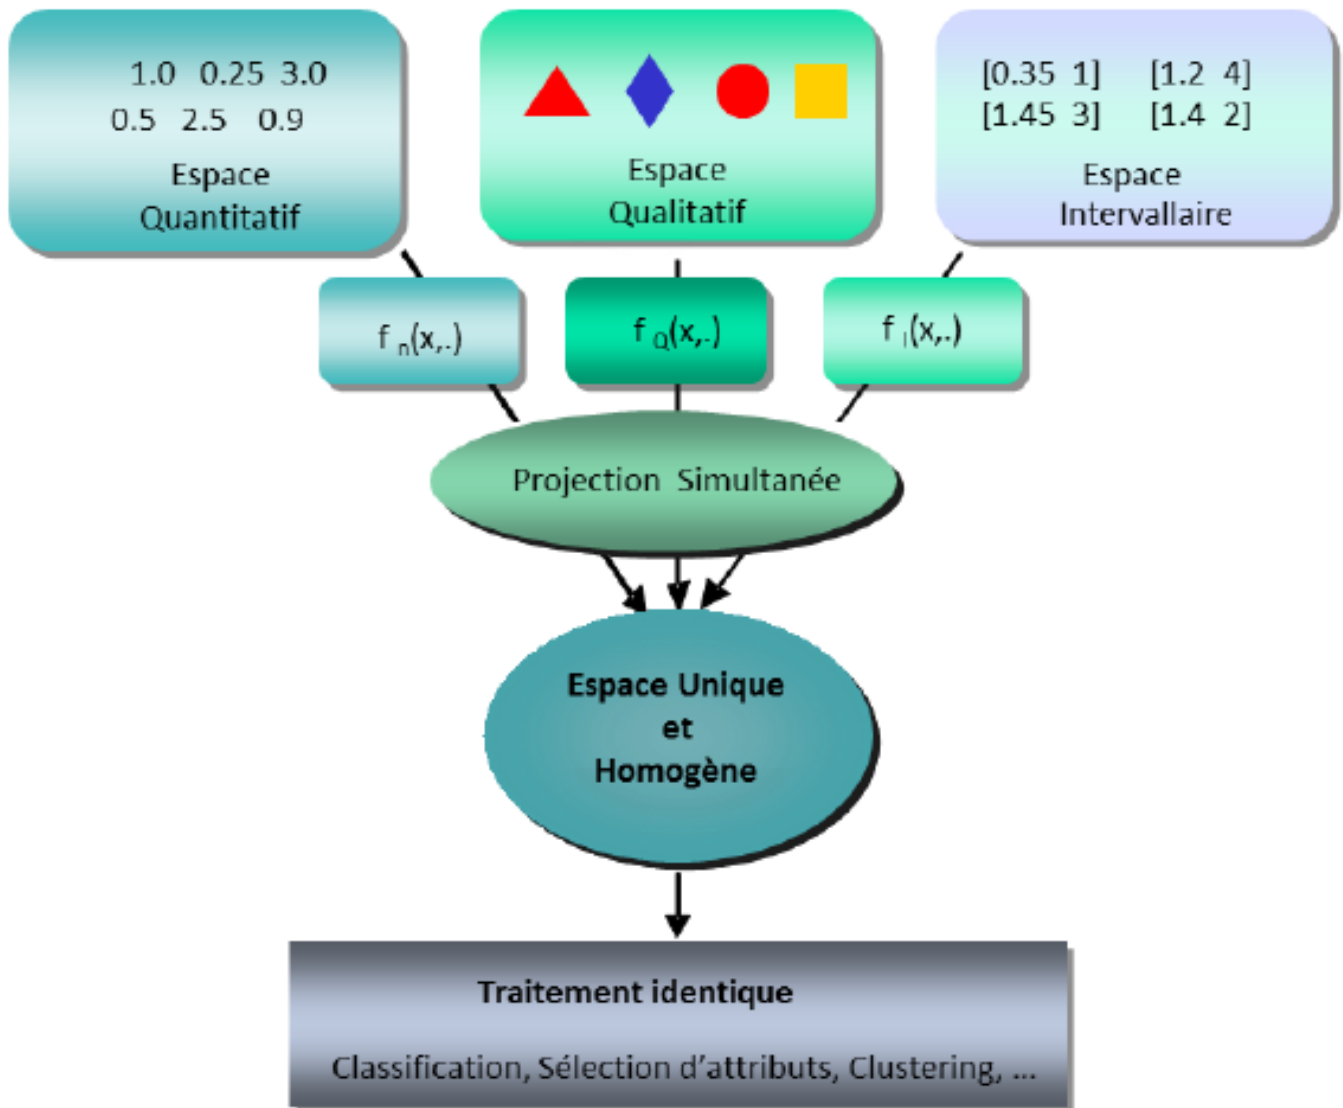 1.0 0.25 3.0
0.5 2.5 0.9
Espace
Quantitatif
Espace
Qualitatif
[0.35 1] [1.2 4]
[1.45 3] [1.4 2]
Espace
Intervallaire
f n(x,.)
f Q(x,.)
f I(x,.)
Projection Simultanée
Espace Unique
et
Homogène
Traitement identique
Classification, Sélection d’attributs, Clustering, ...